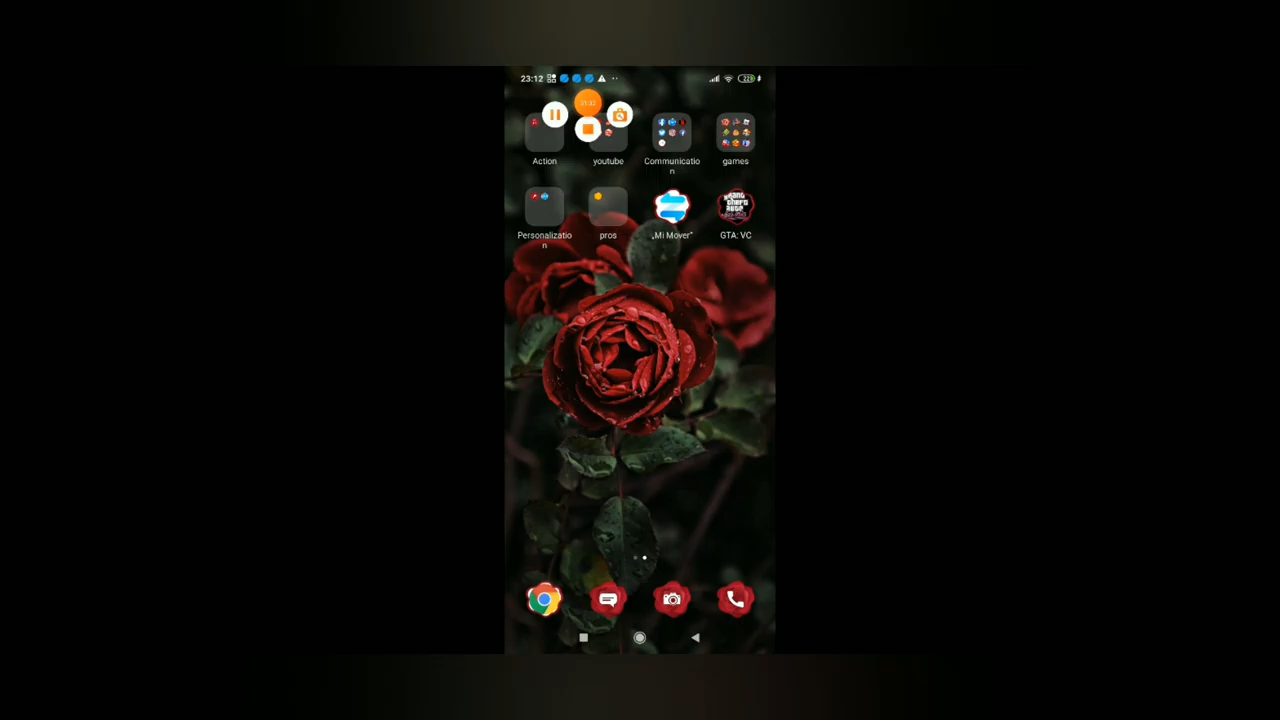 23:12
Action youtube Communicatio
n games
Personalizatio
n pros „Mi Mover" GTA: VC